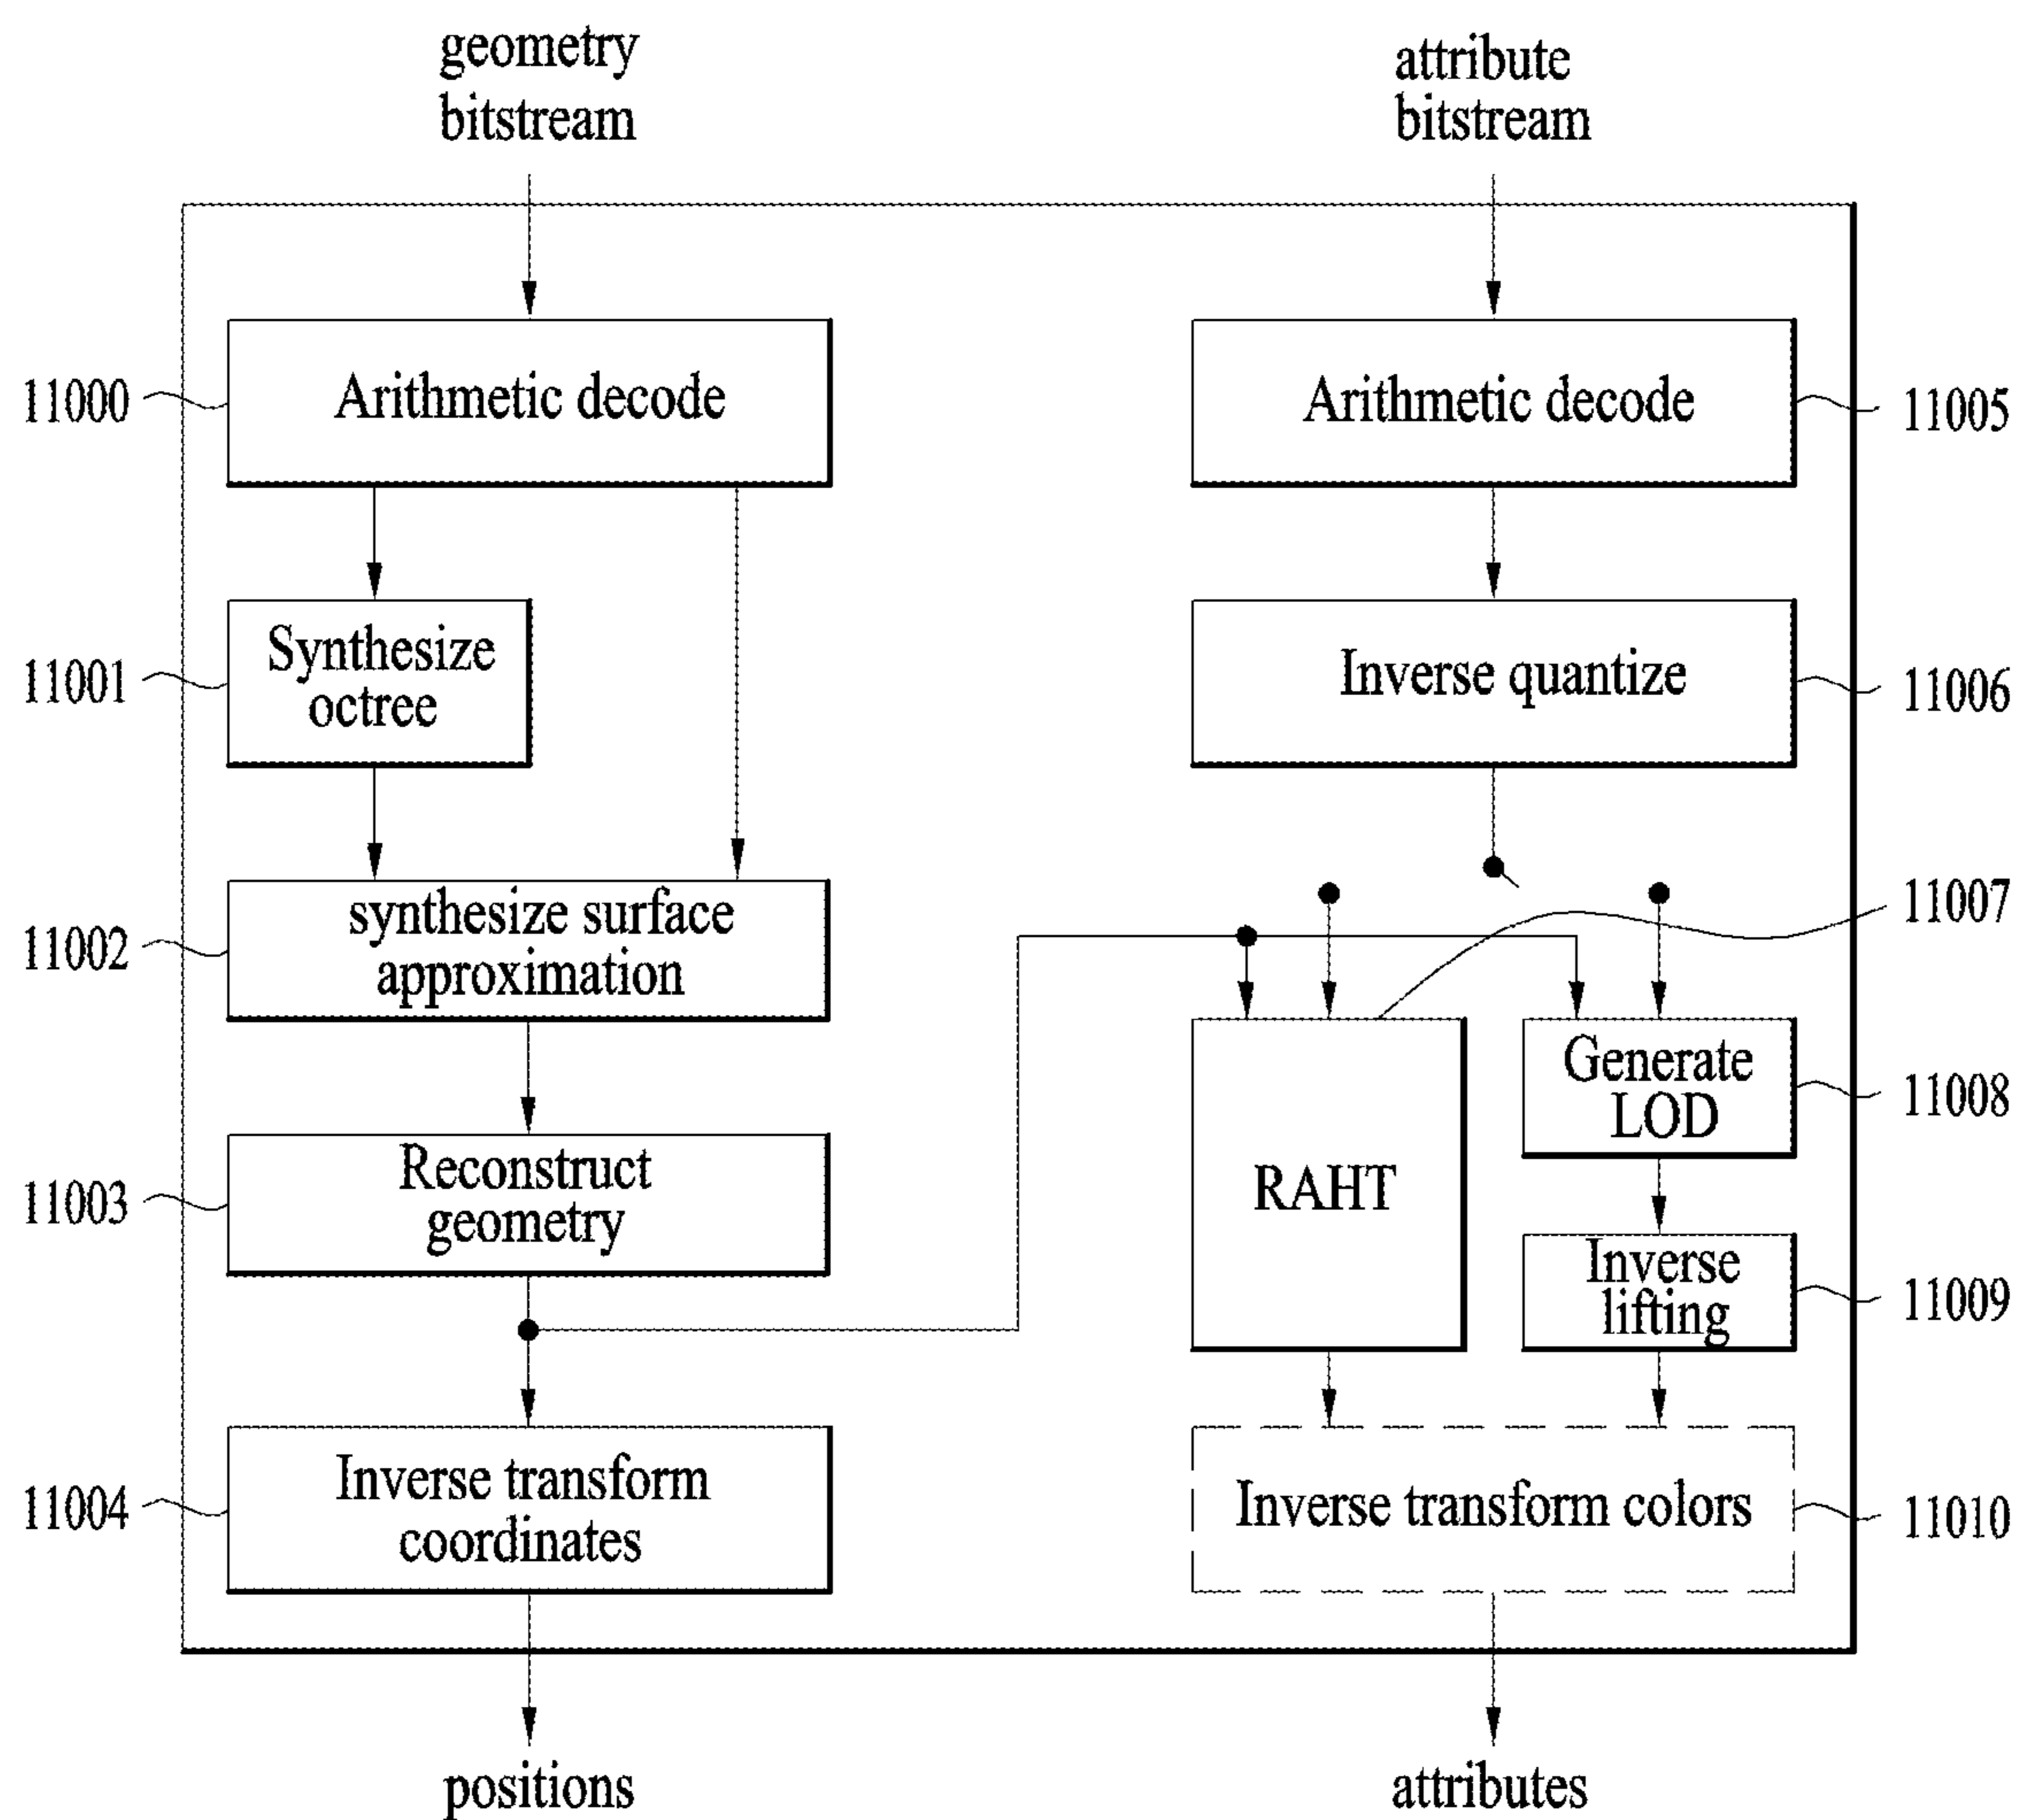 geometry
bitstream
attribute
bitstream
11000
Arithmetic decode
Arithmetic decode
11005
11001
Synthesize
octree
Inverse quantize
11006
11002
synthesize surface
approximation
11007
11003
Reconstruct
geometry
RAHT
Generate
LOD
11008
Inverse
lifting
11009
11004
Inverse transform
coordinates
Inverse transform colors
11010
positions
attributes